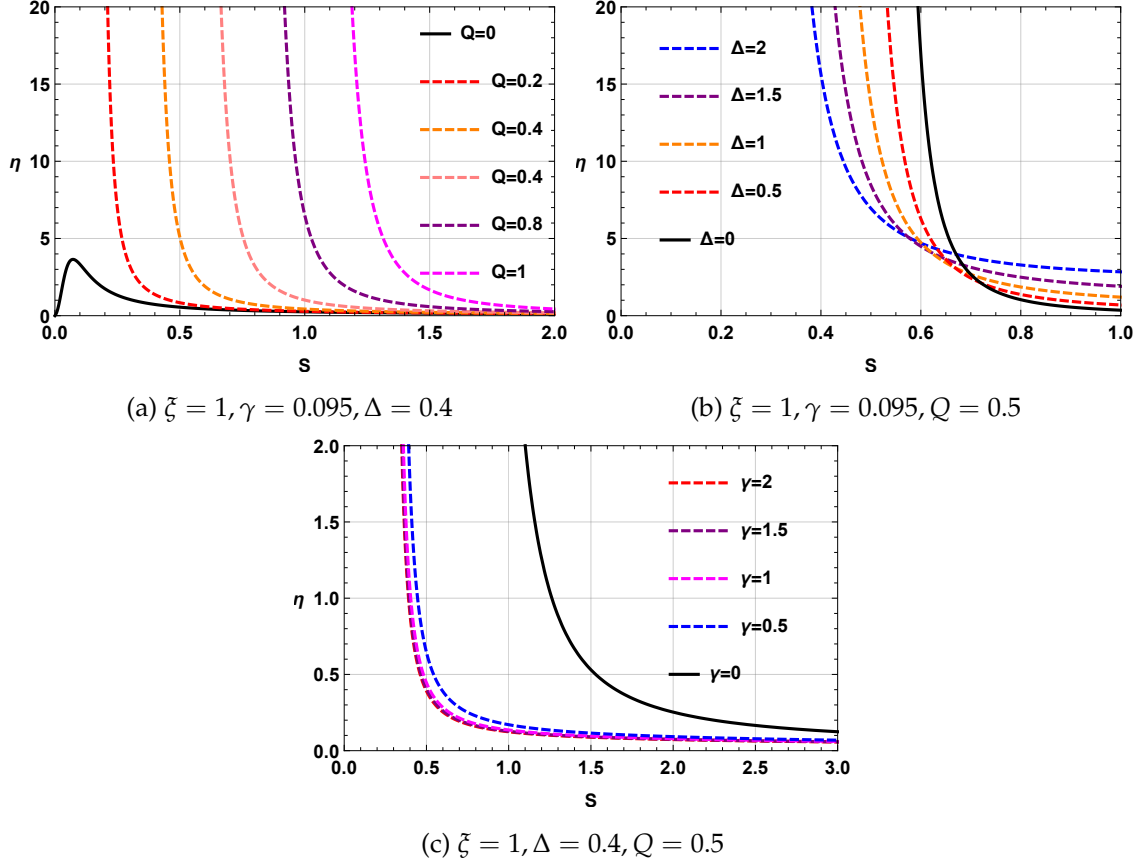 20
15
η 10
5
0
0.0 0.5 1.0 1.5 2.0
S
Q=0
Q=0.2
Q=0.4
Q=0.4
Q=0.8
Q=1
(a) ξ = 1, γ = 0.095, Δ = 0.4
20
15
η 10
5
0
0.0 0.2 0.4 0.6 0.8 1.0
S
Δ=2
Δ=1.5
Δ=1
Δ=0.5
Δ=0
(b) ξ = 1, γ = 0.095, Q = 0.5
2.0
1.5
η 1.0
0.5
0.0
0.0 0.5 1.0 1.5 2.0 2.5 3.0
S
γ=2
γ=1.5
γ=1
γ=0.5
γ=0
(c) ξ = 1, Δ = 0.4, Q = 0.5